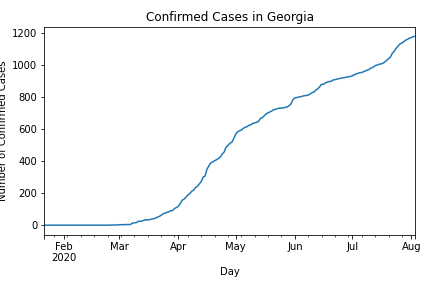 Confirmed Cases in Georgia
Number of Confirmed Cases
1200
1000
800
600
400
200
0
Feb Mar Apr May Jun Jul Aug
2020
Day